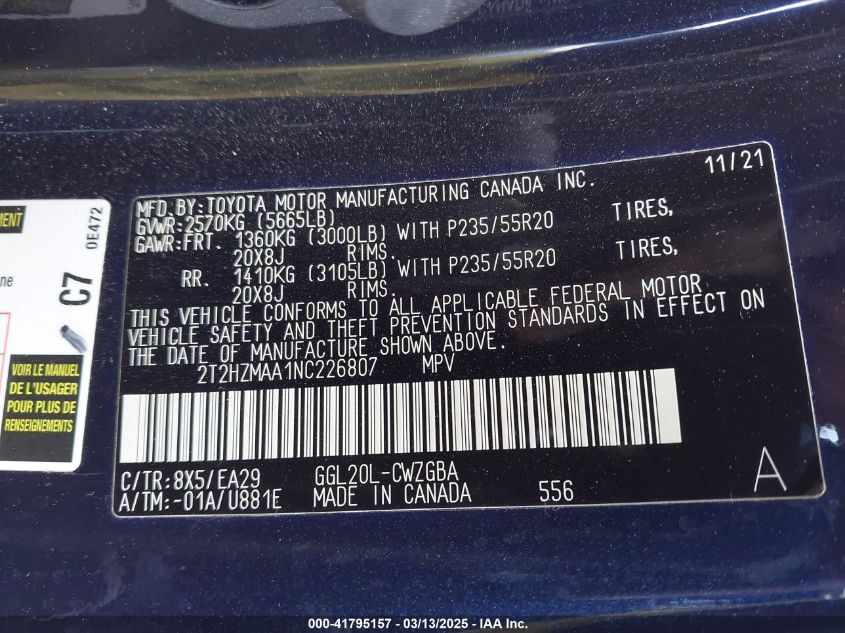 11/21
MFD.BY:TOYOTA MOTOR MANUFACTURING CANADA INC.
GVWR:2570KG (5665LB)
GAWR:FRT. 1360KG (3000LB) WITH P235/55R20 TIRES,
20X8J RIMS.
RR. 1410KG (3105LB) WITH P235/55R20 TIRES,
20X8J RIMS.
THIS VEHICLE CONFORMS TO ALL APPLICABLE FEDERAL MOTOR
VEHICLE SAFETY AND THEFT PREVENTION STANDARDS IN EFFECT ON
THE DATE OF MANUFACTURE SHOWN ABOVE.
2T2HZMAA1NC226807 MPV
C/TR:8X5/EA29 GGL20L-CWZGBA A
A/TM:-01A/U881E MADE IN CANADA 556
0E472
C7
VOIR LE MANUEL
DE L'USAGER
POUR PLUS DE
RENSEIGNEMENTS
000-41795157 - 03/13/2025 - IAA Inc.